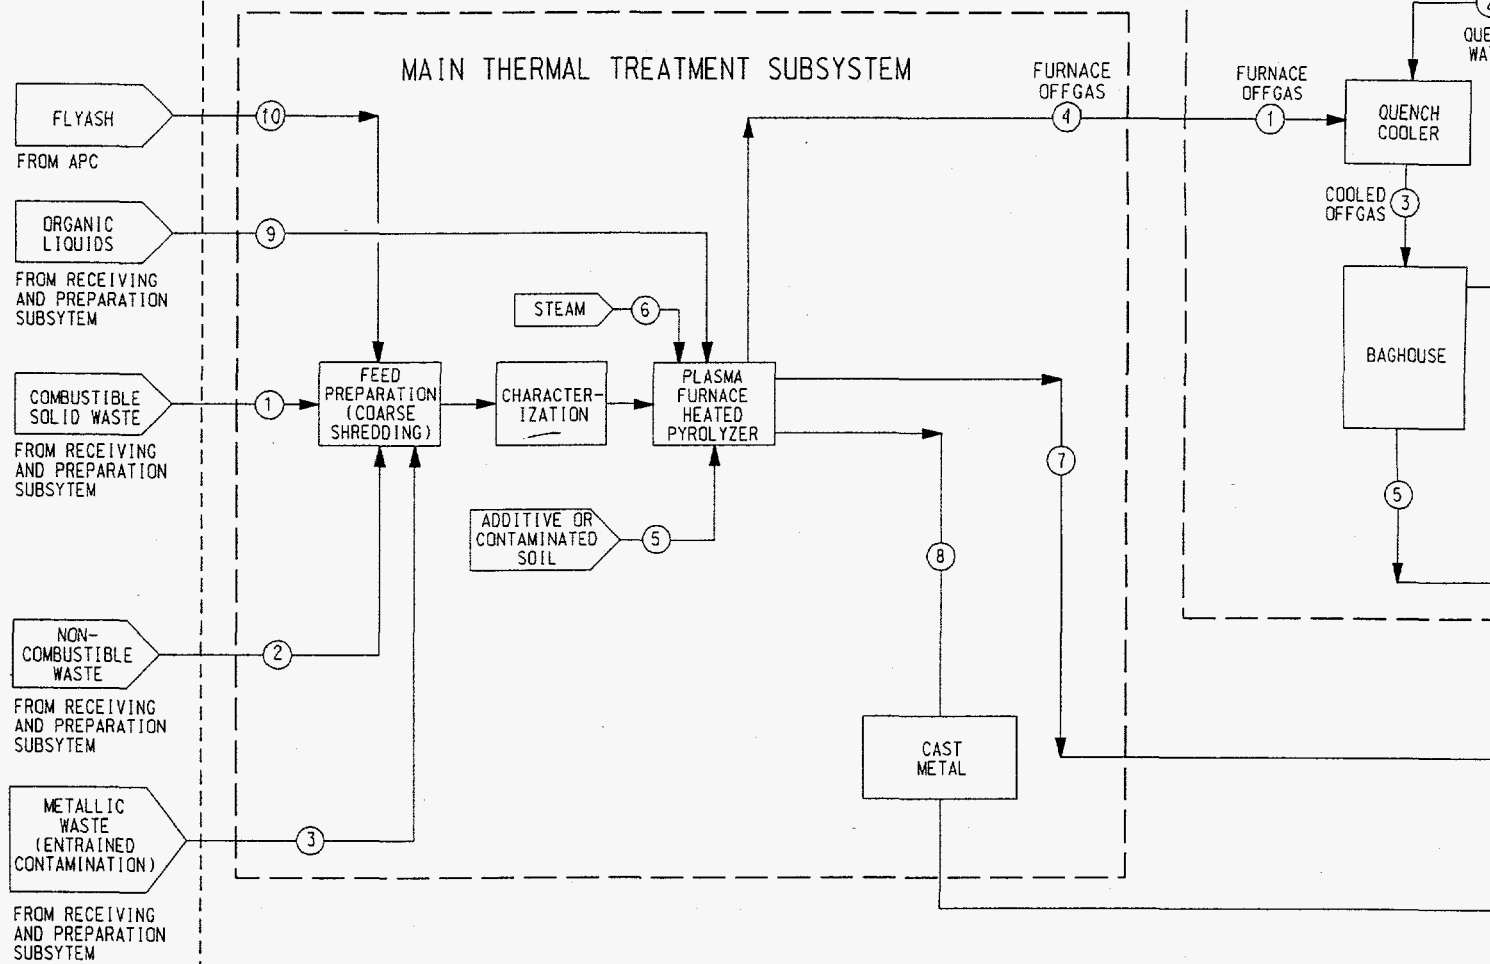 MAIN THERMAL TREATMENT SUBSYSTEM
FLYASH
10
FROM APC
ORGANIC
LIQUIDS
9
FROM RECEIVING
AND PREPARATION
SUBSYTEM
STEAM
6
COMBUSTIBLE
SOLID WASTE
1
FROM RECEIVING
AND PREPARATION
SUBSYTEM
FEED
PREPARATION
(COARSE
SHREDDING)
CHARACTER-
IZATION
PLASMA
FURNACE
HEATED
PYROLYZER
ADDITIVE OR
CONTAMINATED
SOIL
5
NON-
COMBUSTIBLE
WASTE
2
FROM RECEIVING
AND PREPARATION
SUBSYTEM
METALLIC
WASTE
(ENTRAINED
CONTAMINATION)
3
FROM RECEIVING
AND PREPARATION
SUBSYTEM
FURNACE
OFFGAS
4
7
8
CAST
METAL
FURNACE
OFFGAS
1
QUENCH
COOLER
COOLED
OFFGAS
3
BAGHOUSE
5